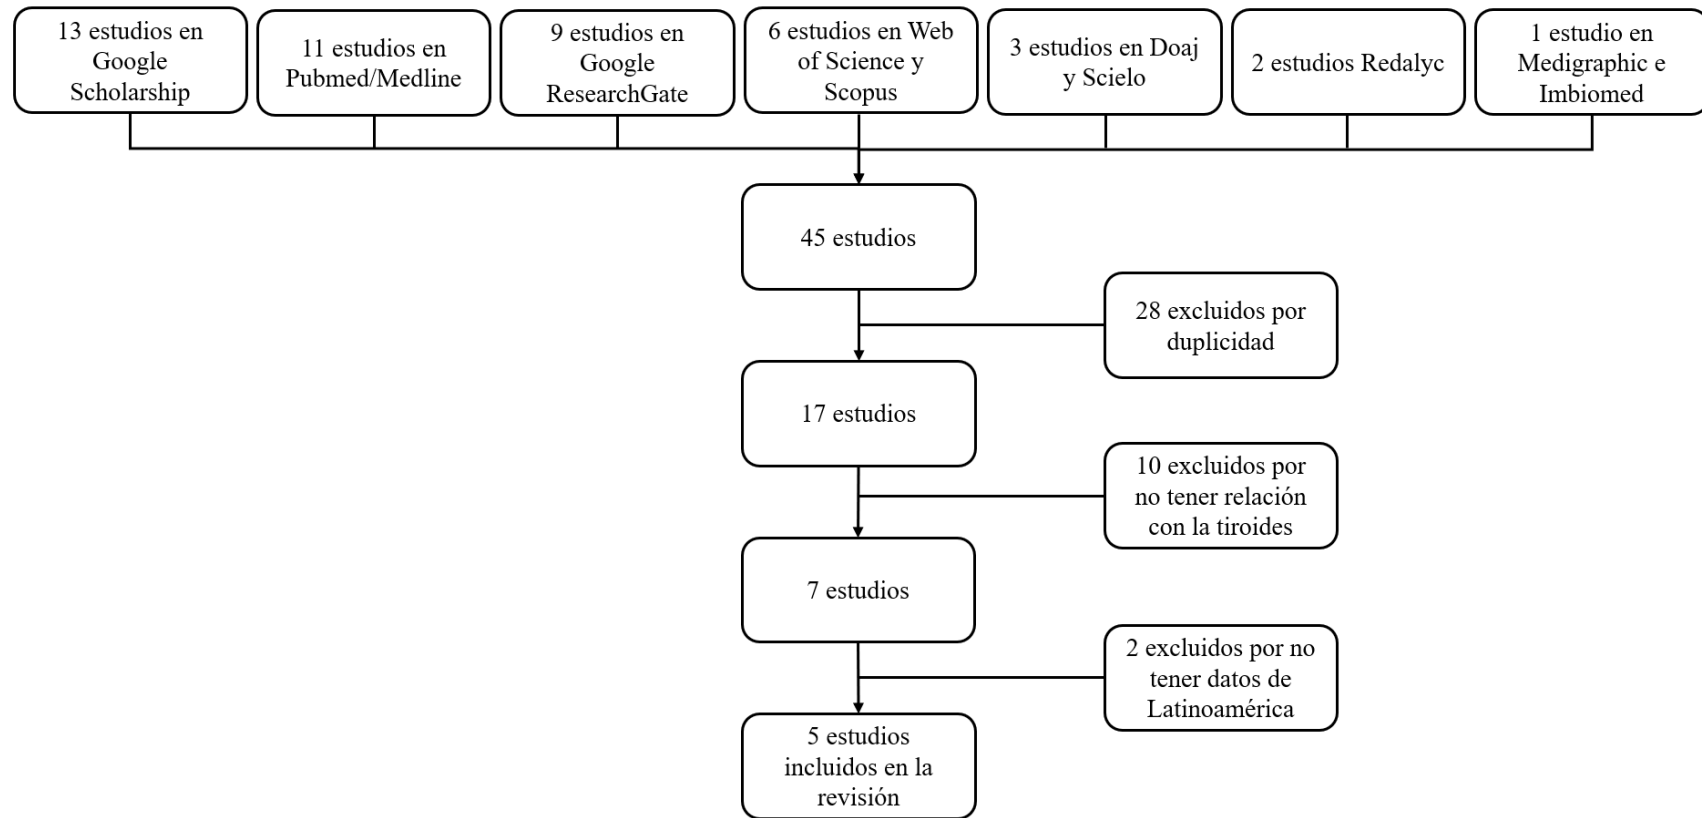 13 estudios en
Google
Scholarship
11 estudios en
Pubmed/Medline
9 estudios en
Google
ResearchGate
6 estudios en Web
of Science y
Scopus
3 estudios en Doaj
y Scielo
2 estudios Redalyc
1 estudio en
Medigraphic e
Imbiomed
45 estudios
28 excluidos por
duplicidad
17 estudios
10 excluidos por
no tener relación
con la tiroides
7 estudios
2 excluidos por no
tener datos de
Latinoamérica
5 estudios
incluidos en la
revisión